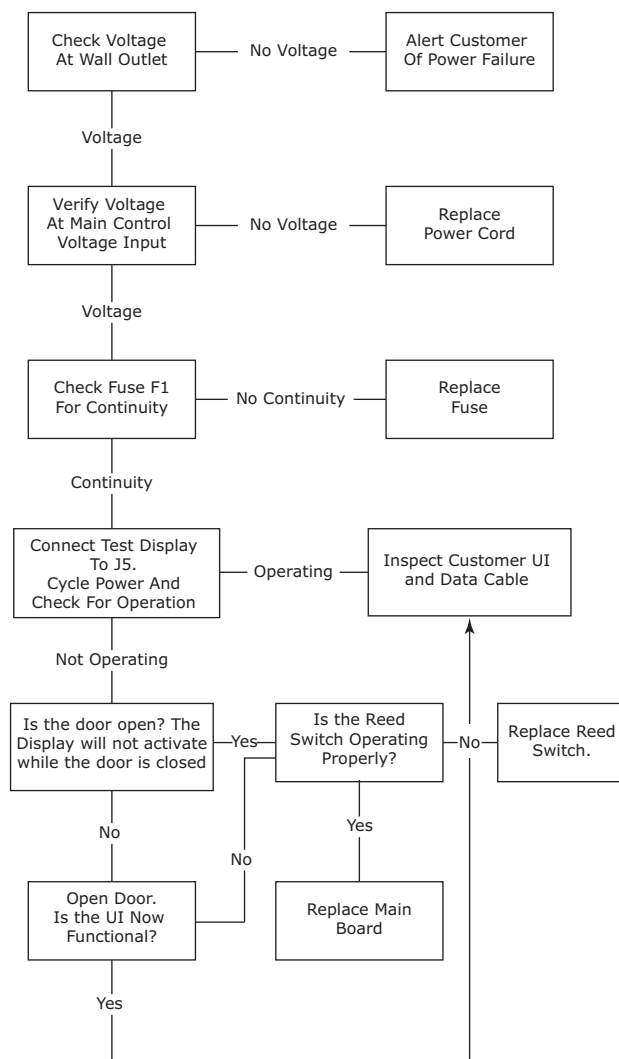 Check Voltage
At Wall Outlet
No Voltage
Alert Customer
Of Power Failure
Voltage
Verify Voltage
At Main Control
Voltage Input
No Voltage
Replace
Power Cord
Voltage
Check Fuse F1
For Continuity
No Continuity
Replace
Fuse
Continuity
Connect Test Display
To J5.
Cycle Power And
Check For Operation
Operating
Inspect Customer UI
and Data Cable
Not Operating
Is the door open? The
Display will not activate
while the door is closed
Yes
Is the Reed
Switch Operating
Properly?
No
Replace Reed
Switch.
No
No
Yes
Open Door.
Is the UI Now
Functional?
Replace Main
Board
Yes